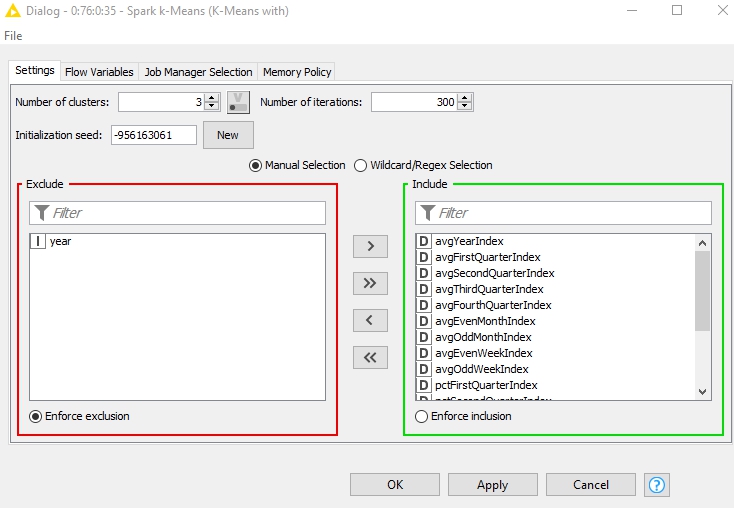 Dialog - 0:76:0:35 - Spark k-Means (K-Means with)
File
Settings Flow Variables Job Manager Selection Memory Policy
Number of clusters: 3 V Number of iterations: 300
Initialization seed: -956163061 New
Manual Selection Wildcard/Regex Selection
Exclude Include
Filter Filter
I year
D avgYearIndex
D avgFirstQuarterIndex
D avgSecondQuarterIndex
D avgThirdQuarterIndex
D avgFourthQuarterIndex
D avgEvenMonthIndex
D avgOddMonthIndex
D avgEvenWeekIndex
D avgOddWeekIndex
D pctFirstQuarterIndex
D pctSecondQuarterIndex
> 
>>
<
<<
Enforce exclusion Enforce inclusion
OK Apply Cancel ?